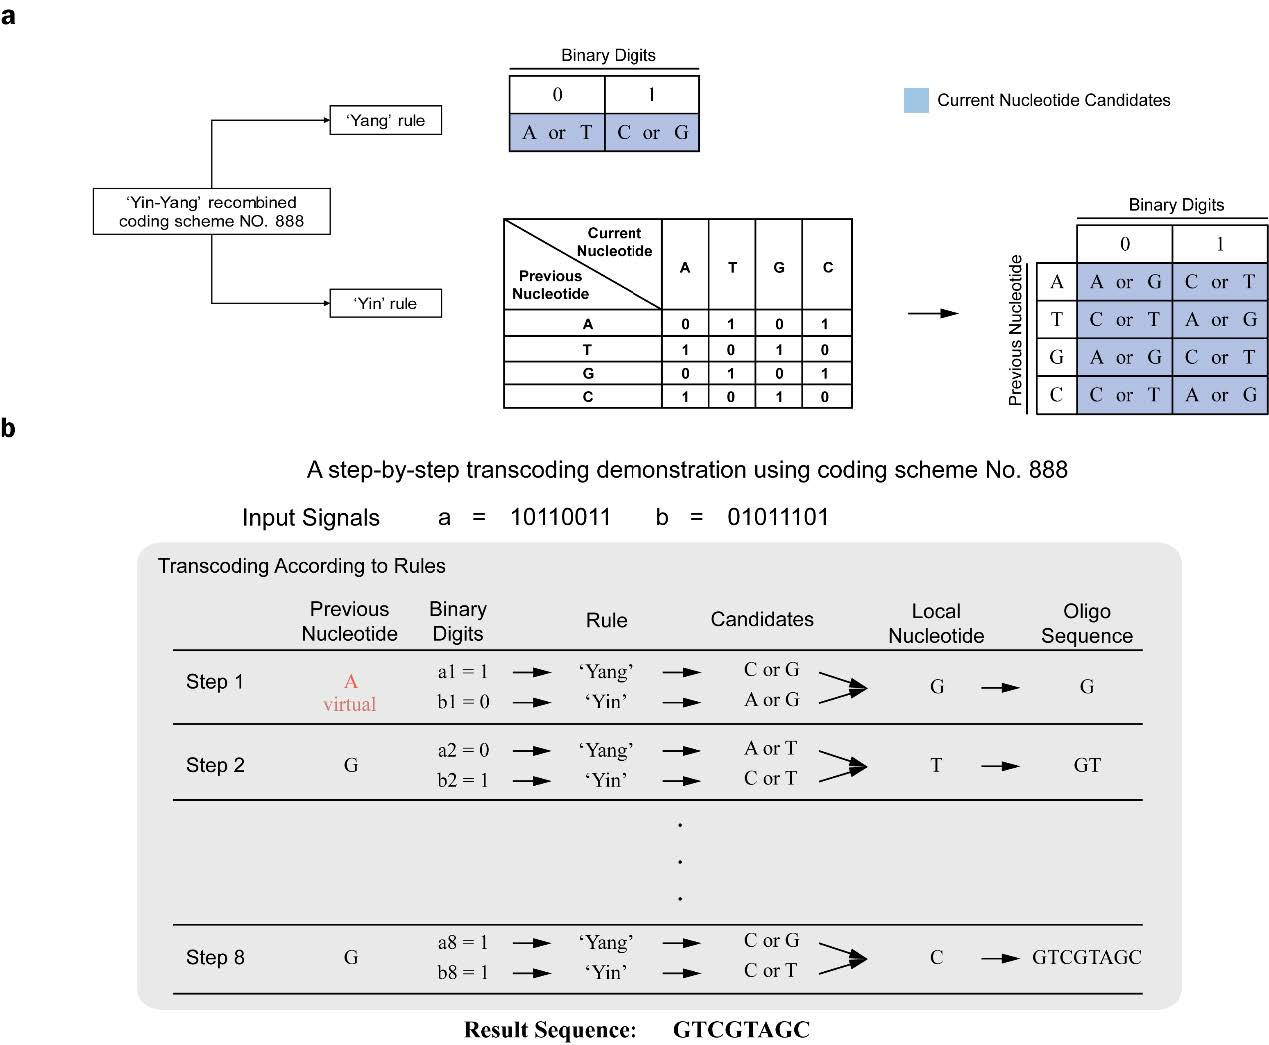 a
Binary Digits
0 1
A or T C or G
Current Nucleotide Candidates
‘Yang’ rule
‘Yin-Yang’ recombined
coding scheme NO. 888
‘Yin’ rule
Current
Nucleotide
Previous
Nucleotide
A T G C
A 0 1 0 1
T 1 0 1 0
G 0 1 0 1
C 1 0 1 0
Binary Digits
0 1
Previous Nucleotide
A A or G C or T
T C or T A or G
G A or G C or T
C C or T A or G
b
A step-by-step transcoding demonstration using coding scheme No. 888
Input Signals a = 10110011 b = 01011101
Transcoding According to Rules
Previous
Nucleotide
Binary
Digits
Rule
Candidates
Local
Nucleotide
Oligo
Sequence
Step 1
A
virtual
a1 = 1 ‘Yang’ C or G
b1 = 0 ‘Yin’ A or G
G G
Step 2
G
a2 = 0 ‘Yang’ A or T
b2 = 1 ‘Yin’ C or T
T GT
.
.
.
Step 8
G
a8 = 1 ‘Yang’ C or G
b8 = 1 ‘Yin’ C or T
C GTCGTAGC
Result Sequence: GTCGTAGC